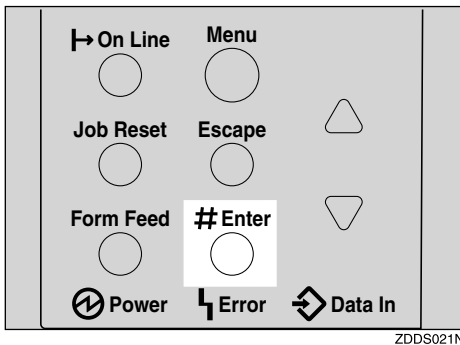 On Line Menu
Job Reset Escape
Form Feed # Enter
Power Error Data In
ZDDS021N